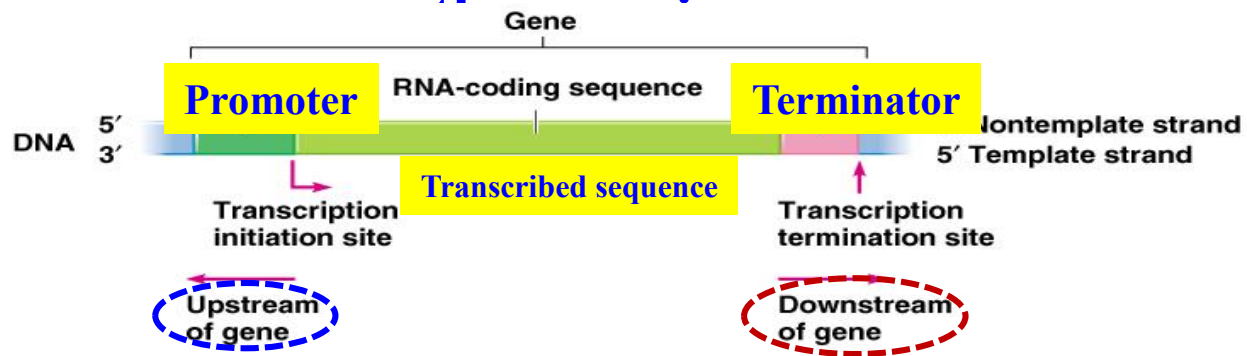 Gene
Promoter
RNA-coding sequence
Terminator
DNA
5′
3′
Nontemplate strand
5′ Template strand
Transcribed sequence
Transcription
initiation site
Transcription
termination site
Upstream
of gene
Downstream
of gene